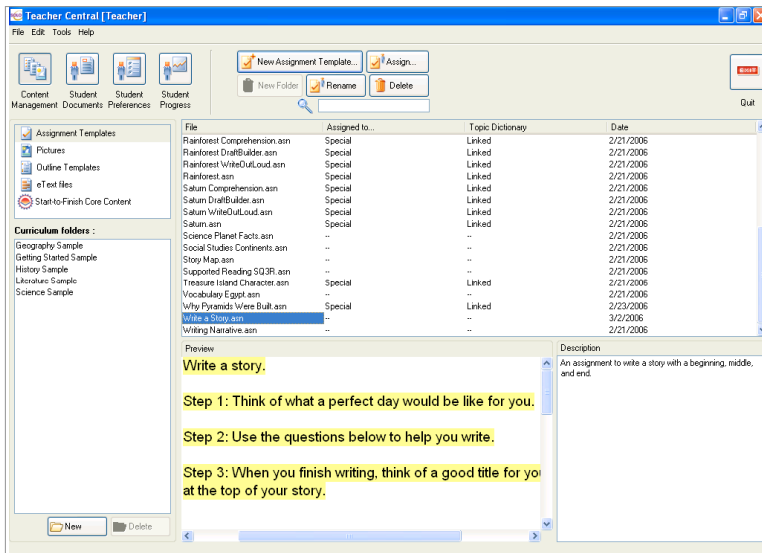 Teacher Central [Teacher]
File Edit Tools Help
New Assignment Template... Assign...
New Folder Rename Delete
Content Management
Student Documents
Student Preferences
Student Progress
EXIT
Quit
Assignment Templates
Pictures
Outline Templates
eText files
Start-to-Finish Core Content
Curriculum folders :
Geography Sample
Getting Started Sample
History Sample
Literature Sample
Science Sample
New Delete
File Assigned to... Topic Dictionary Date
Rainforest Comprehension.asn Special Linked 2/21/2006
Rainforest DraftBuilder.asn Special Linked 2/21/2006
Rainforest WriteOutLoud.asn Special Linked 2/21/2006
Rainforest.asn Special Linked 2/21/2006
Saturn Comprehension.asn Special Linked 2/21/2006
Saturn DraftBuilder.asn Special Linked 2/21/2006
Saturn WriteOutLoud.asn Special Linked 2/21/2006
Saturn.asn Special Linked 2/21/2006
Science Planet Facts.asn -- -- 2/21/2006
Social Studies Continents.asn -- -- 2/21/2006
Story Map.asn -- -- 2/21/2006
Supported Reading SQ3R.asn -- -- 2/21/2006
Treasure Island Character.asn Special Linked 2/21/2006
Vocabulary Egypt.asn -- -- 2/21/2006
Why Pyramids Were Built.asn Special Linked 2/23/2006
Write a Story.asn -- -- 3/2/2006
Writing Narrative.asn -- -- 2/21/2006
Preview
Write a story.
Step 1: Think of what a perfect day would be like for you.
Step 2: Use the questions below to help you write.
Step 3: When you finish writing, think of a good title for you
at the top of your story.
Description
An assignment to write a story with a beginning, middle,
and end.